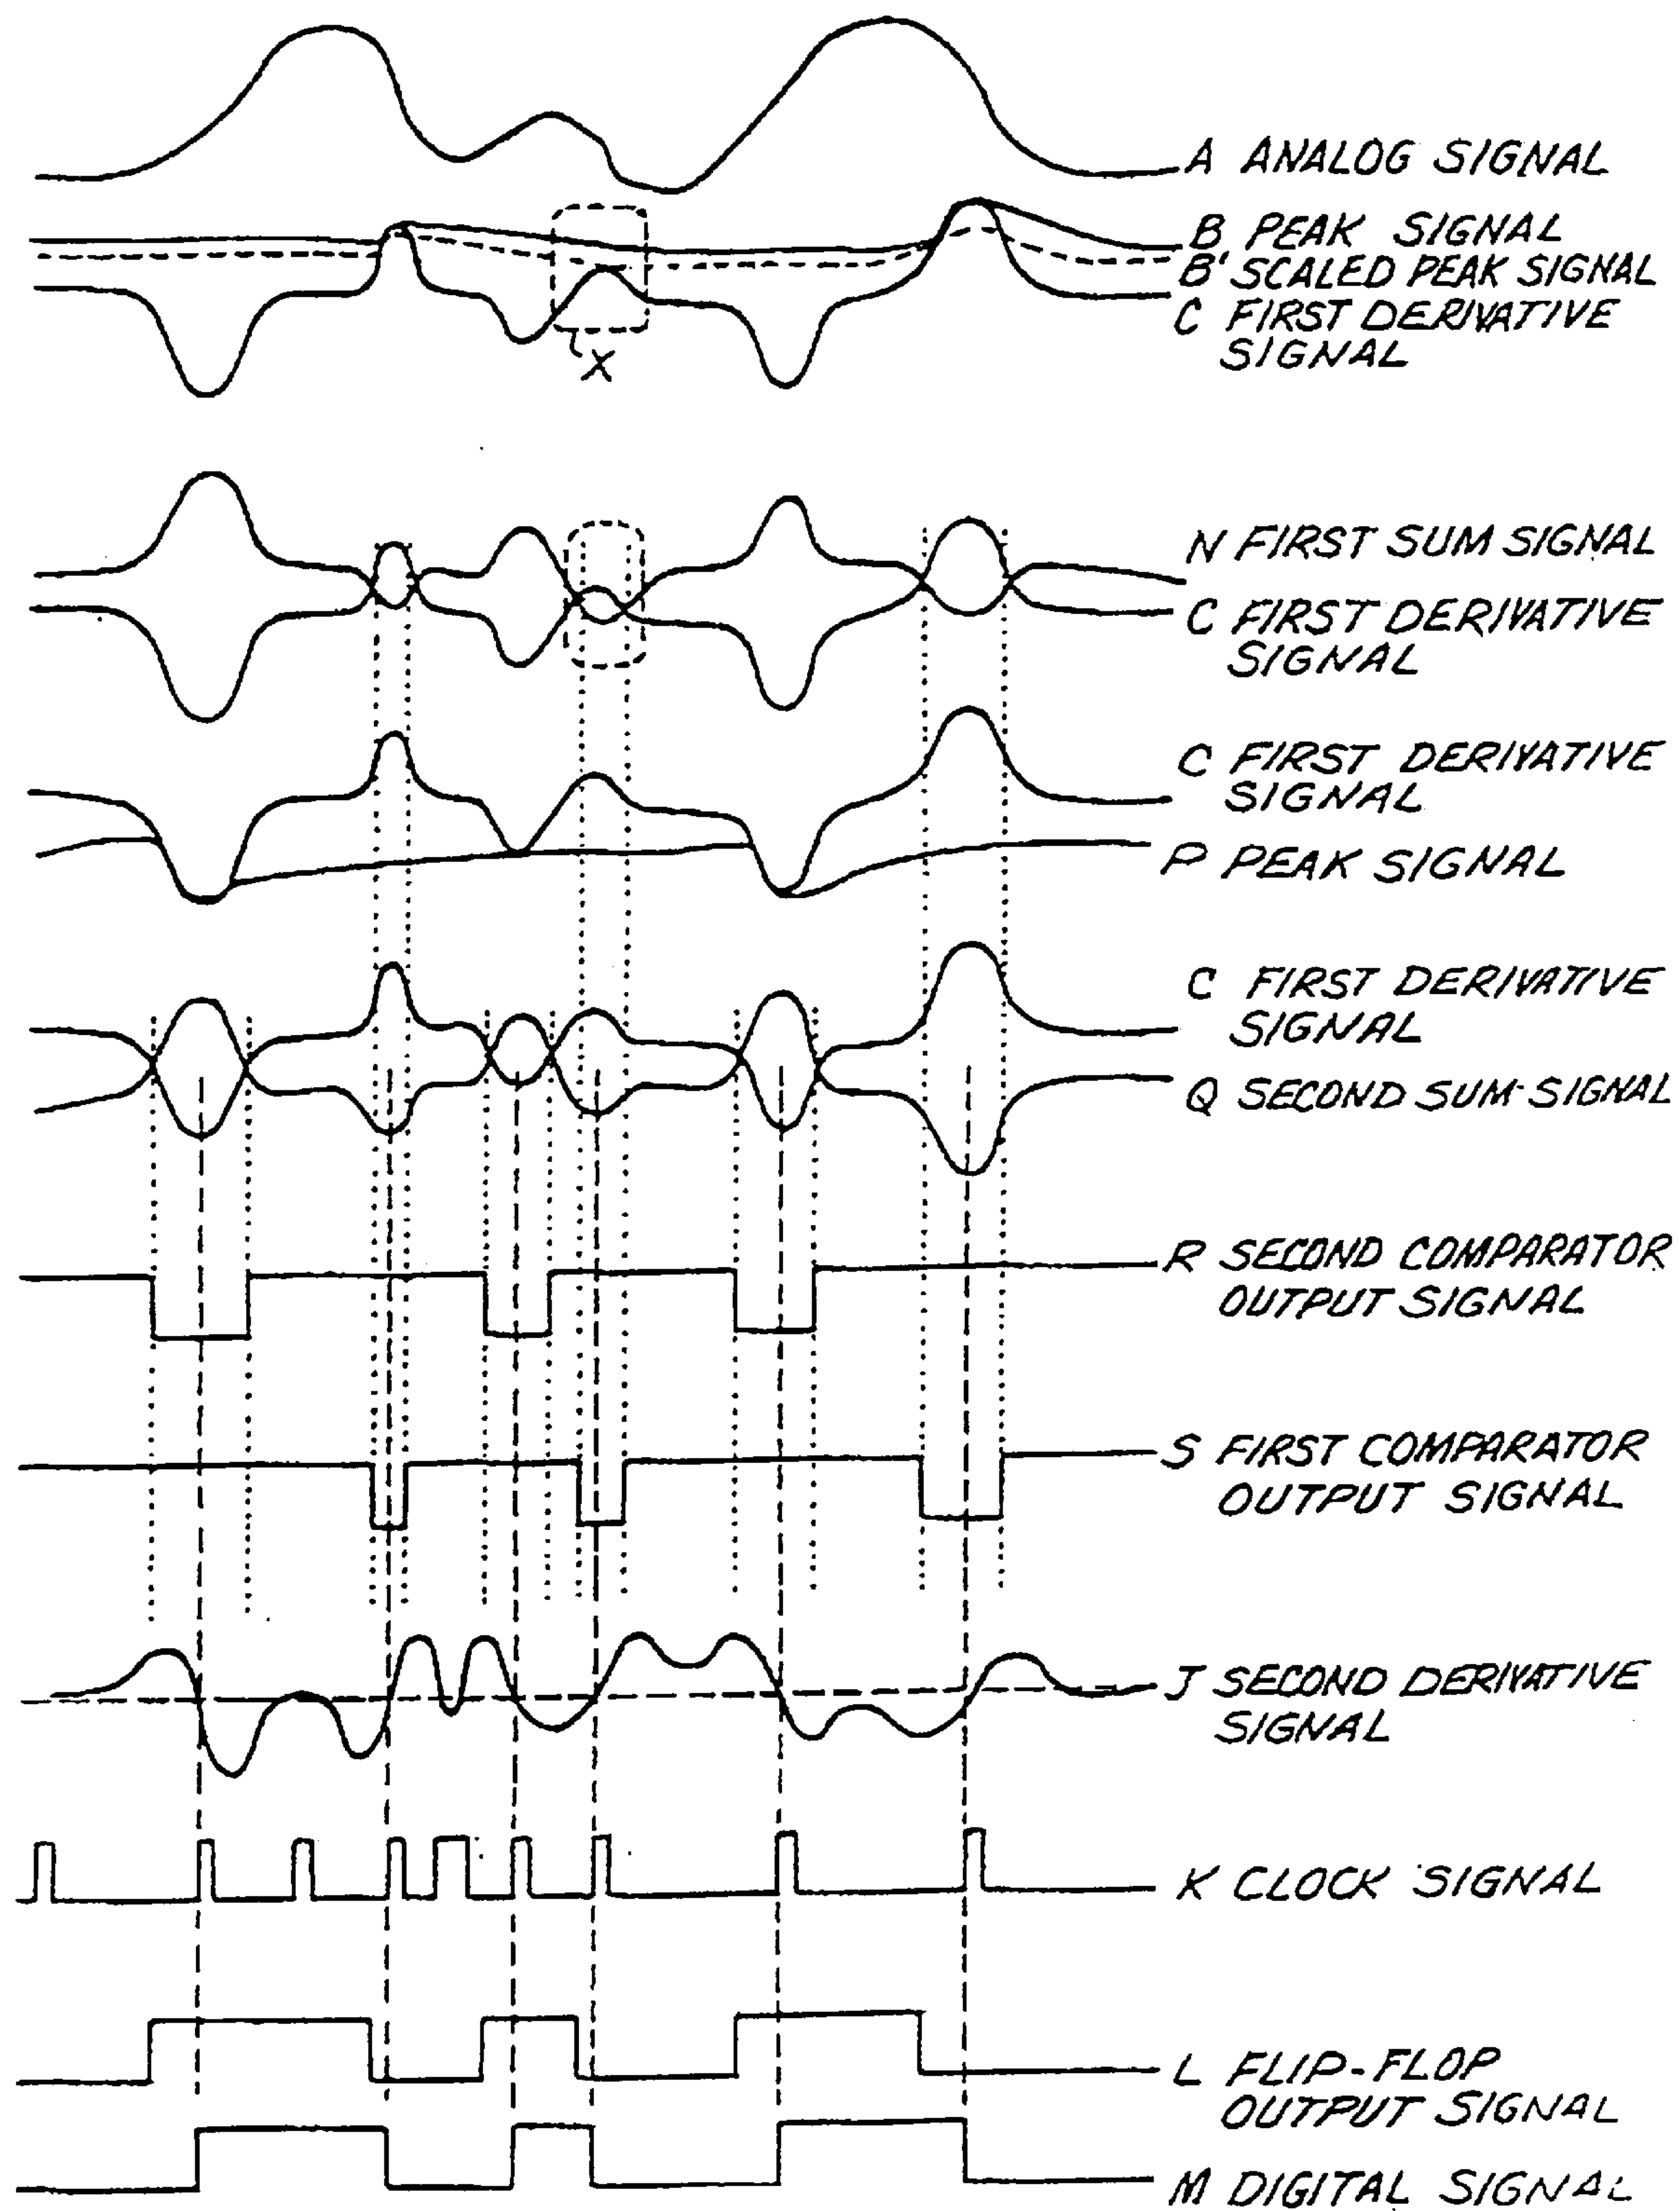 A ANALOG SIGNAL
B PEAK SIGNAL
B' SCALED PEAK SIGNAL
C FIRST DERIVATIVE
SIGNAL
X
N FIRST SUM SIGNAL
C FIRST DERIVATIVE
SIGNAL
C FIRST DERIVATIVE
SIGNAL
P PEAK SIGNAL
C FIRST DERIVATIVE
SIGNAL
Q SECOND SUM SIGNAL
R SECOND COMPARATOR
OUTPUT SIGNAL
S FIRST COMPARATOR
OUTPUT SIGNAL
J SECOND DERIVATIVE
SIGNAL
K CLOCK SIGNAL
L FLIP-FLOP
OUTPUT SIGNAL
M DIGITAL SIGNAL